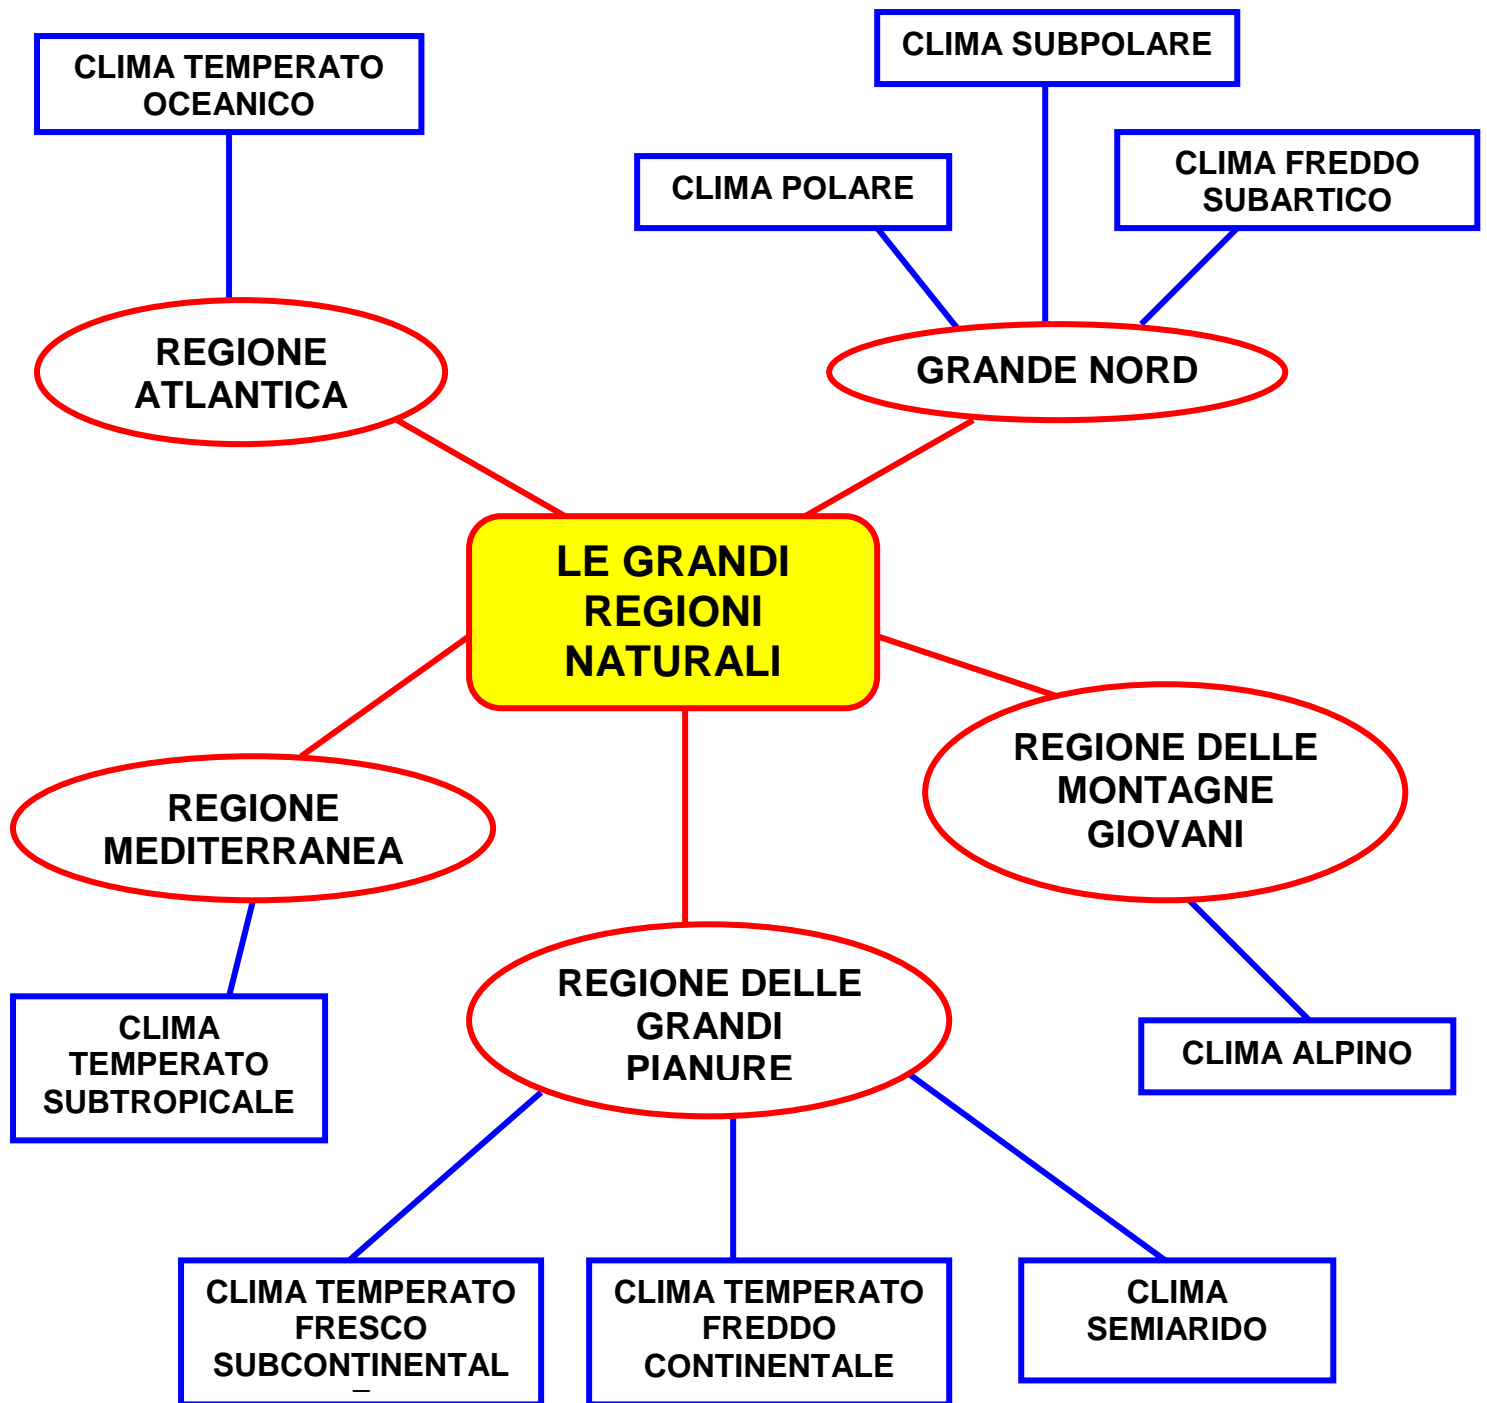 CLIMA SUBPOLARE
CLIMA TEMPERATO
OCEANICO
CLIMA POLARE
CLIMA FREDDO
SUBARTICO
REGIONE
ATLANTICA
GRANDE NORD
LE GRANDI
REGIONI
NATURALI
REGIONE DELLE
MONTAGNE
GIOVANI
REGIONE
MEDITERRANEA
REGIONE DELLE
GRANDI
PIANURE
CLIMA
TEMPERATO
SUBTROPICALE
CLIMA ALPINO
CLIMA TEMPERATO
FRESCO
SUBCONTINENTAL
CLIMA TEMPERATO
FREDDO
CONTINENTALE
CLIMA
SEMIARIDO